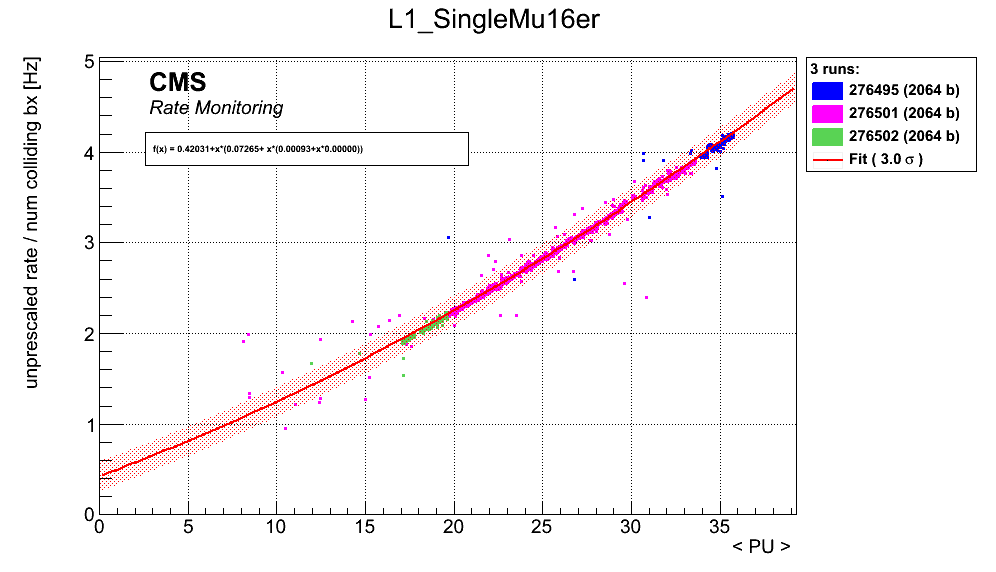 L1_SingleMu16er
unprescaled rate / num colliding bx [Hz]
CMS
Rate Monitoring
f(x) = 0.42031+x*(0.07265+ x*(0.00093+x*0.00000))
5
4
3
2
1
0
0
5
10
15
20
25
30
35
< PU >
3 runs:
276495 (2064 b)
276501 (2064 b)
276502 (2064 b)
Fit ( 3.0 σ )